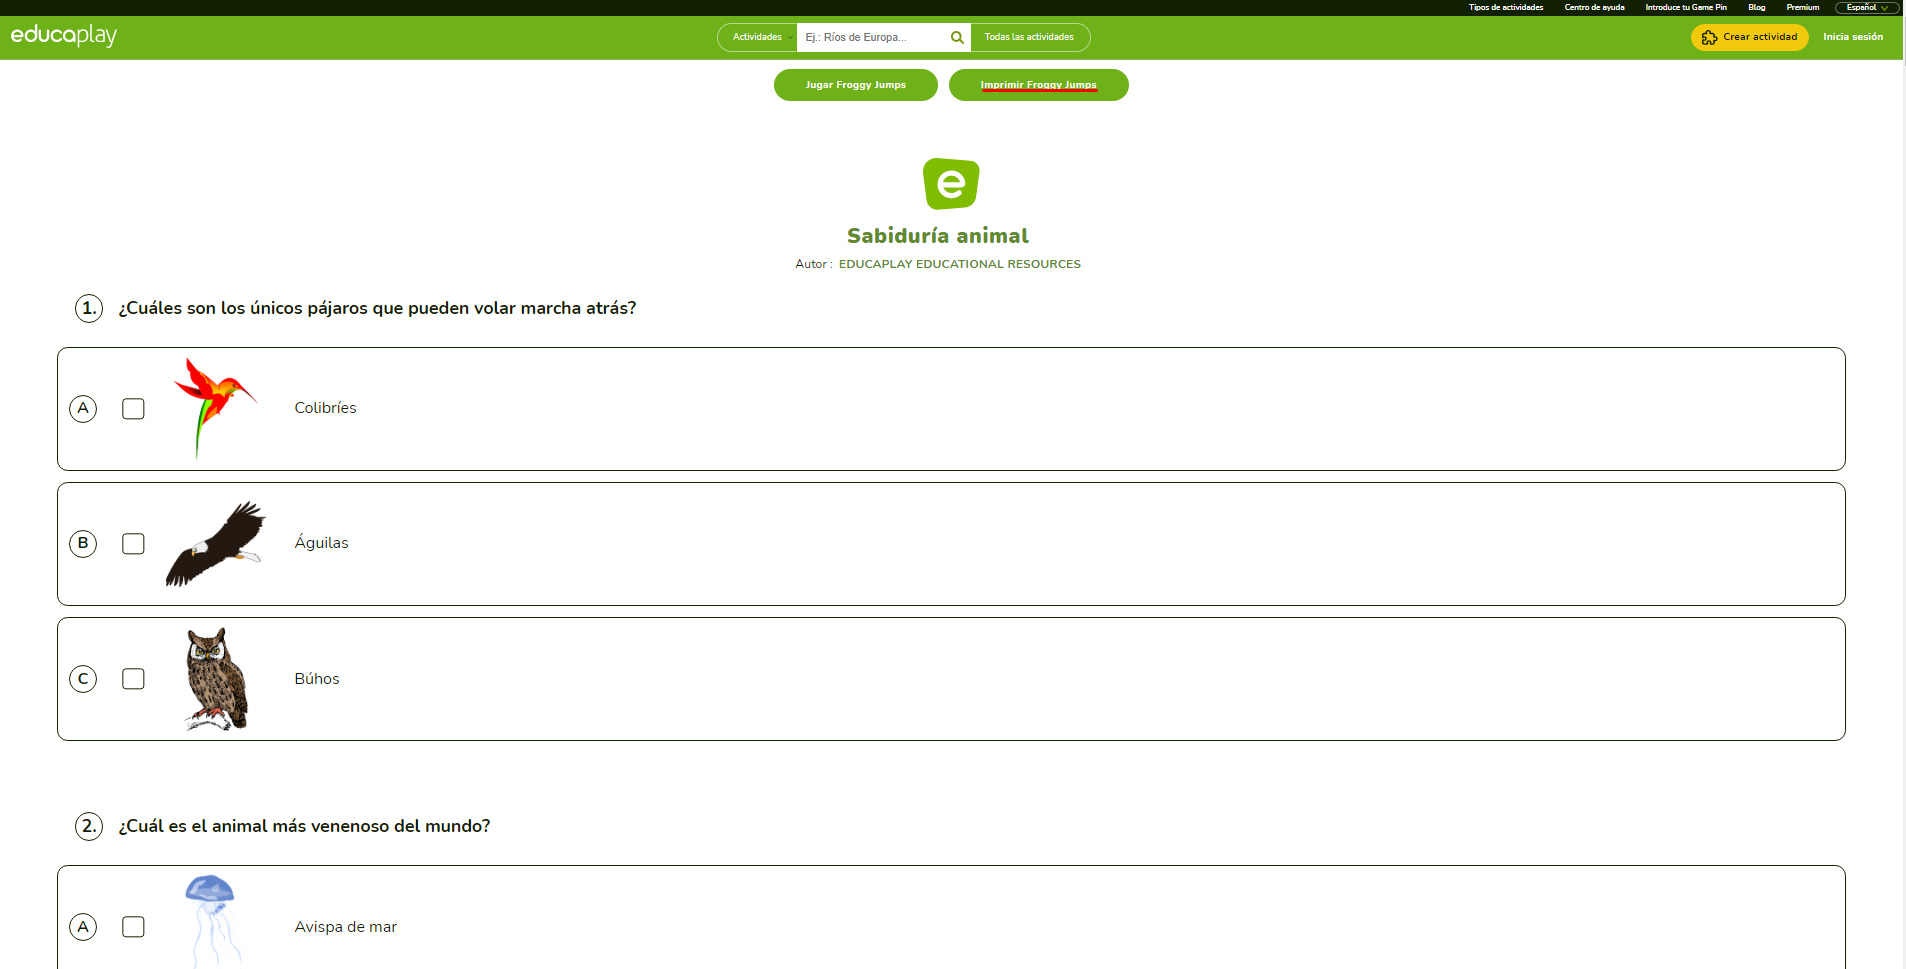 Tipos de actividades Centro de ayuda Introduce tu Game Pin Blog Premium Español
educaplay Actividades Ej.: Ríos de Europa... Todas las actividades Crear actividad Inicia sesión
Jugar Froggy Jumps Imprimir Froggy Jumps
e
Sabiduría animal
Autor : EDUCAPLAY EDUCATIONAL RESOURCES
1. ¿Cuáles son los únicos pájaros que pueden volar marcha atrás?
A Colibríes
B Águilas
C Búhos
2. ¿Cuál es el animal más venenoso del mundo?
A Avispa de mar